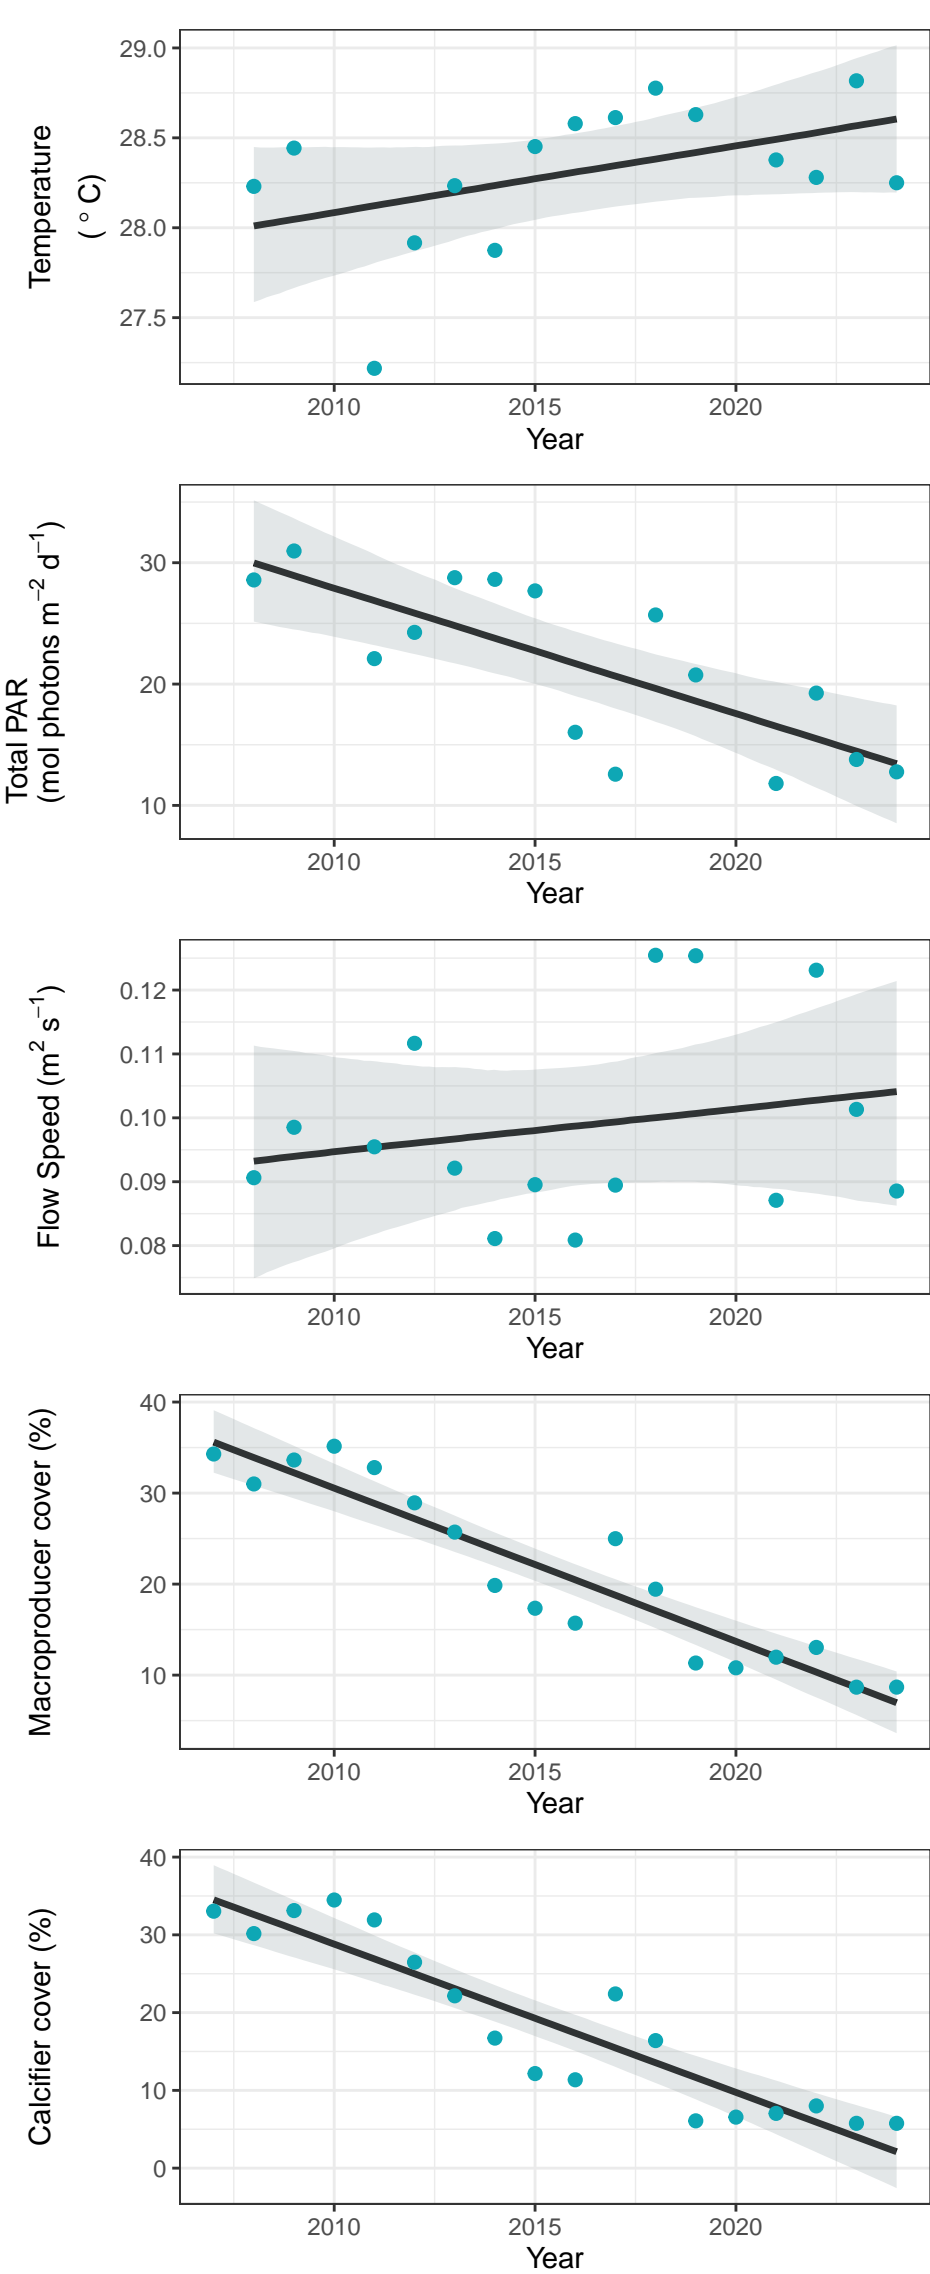 Temperature
( ° C)
29.0
28.5
28.0
27.5
2010 2015 2020
Year
Total PAR
(mol photons m⁻² d⁻¹)
30
20
10
2010 2015 2020
Year
Flow Speed (m² s⁻¹)
0.12
0.11
0.10
0.09
0.08
2010 2015 2020
Year
Macroproducer cover (%)
40
30
20
10
2010 2015 2020
Year
Calcifier cover (%)
40
30
20
10
0
2010 2015 2020
Year